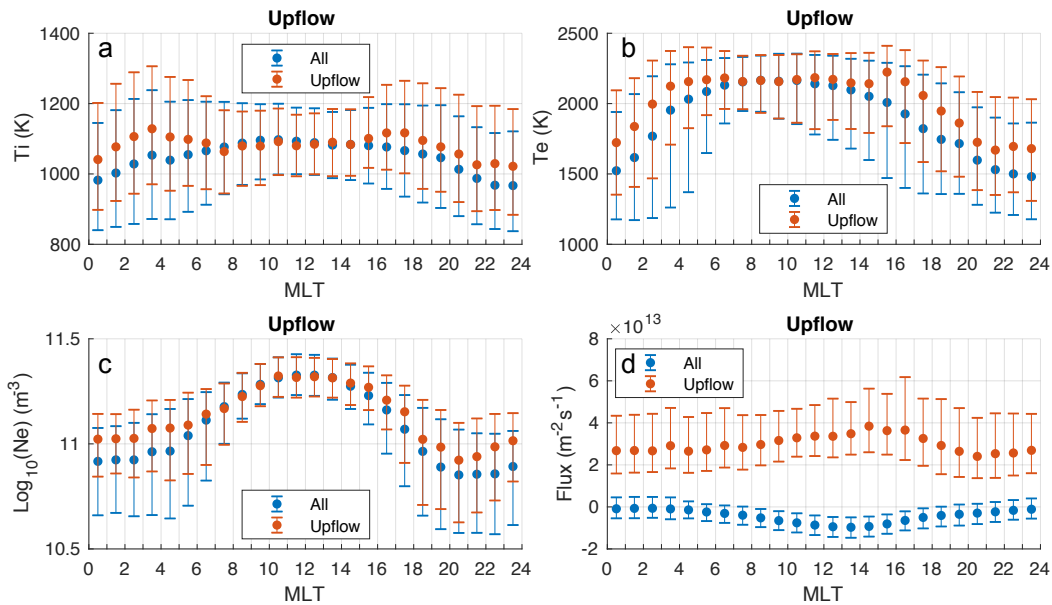 Upflow
a
1400
1200
1000
800
Ti (K)
All
Upflow
0 2 4 6 8 10 12 14 16 18 20 22 24
MLT
Upflow
b
2500
2000
1500
1000
Te (K)
All
Upflow
0 2 4 6 8 10 12 14 16 18 20 22 24
MLT
Upflow
c
11.5
11
10.5
Log10(Ne) (m³)
All
Upflow
0 2 4 6 8 10 12 14 16 18 20 22 24
MLT
×10¹³
Upflow
d
8
6
4
2
0
-2
Flux (m⁻² s⁻¹)
All
Upflow
0 2 4 6 8 10 12 14 16 18 20 22 24
MLT